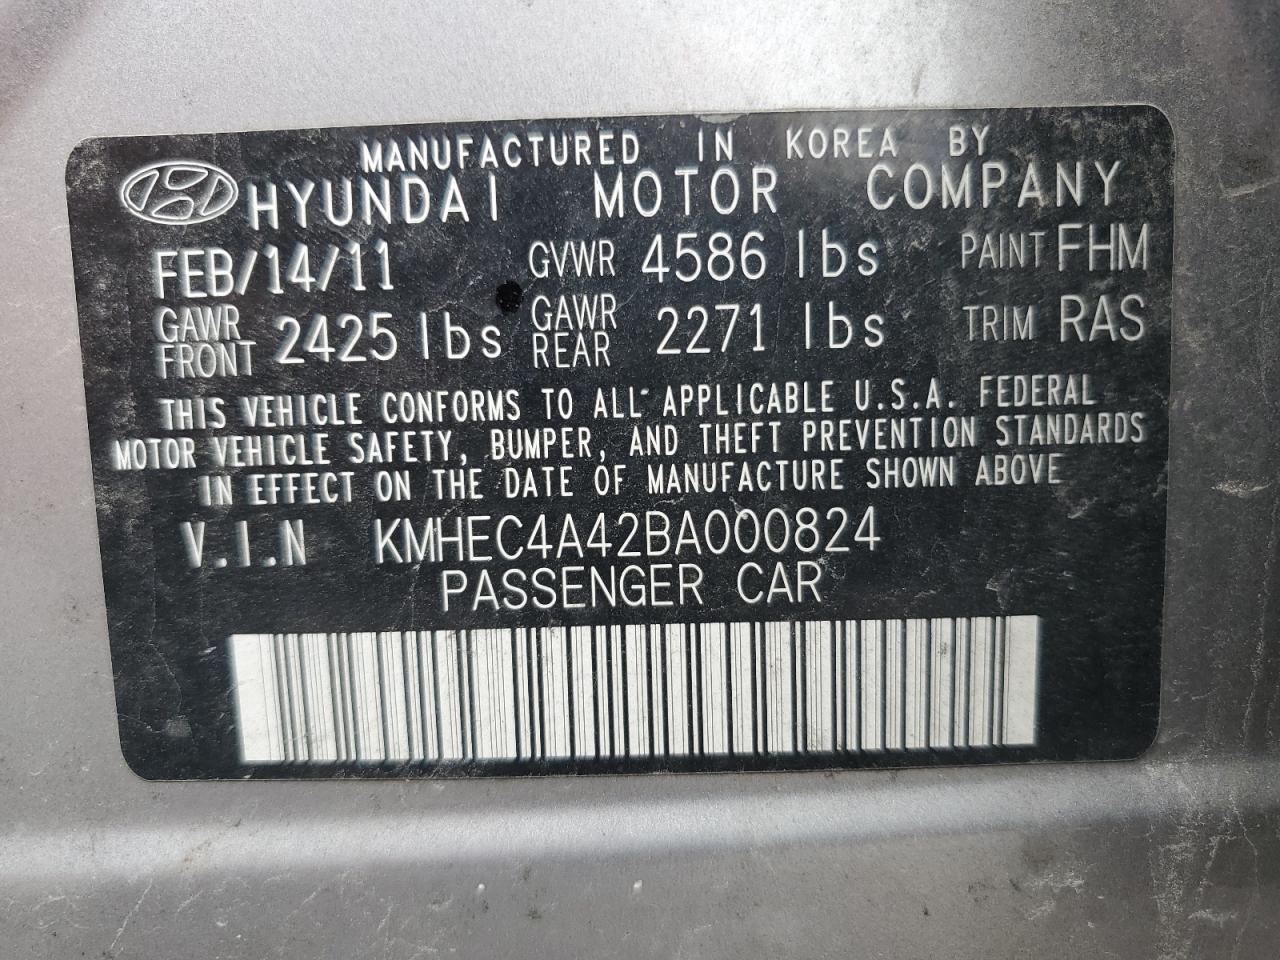 MANUFACTURED IN KOREA BY
HYUNDAI MOTOR COMPANY
FEB/14/11 GVWR 4586 lbs PAINT FHM
GAWR FRONT 2425 lbs GAWR REAR 2271 lbs TRIM RAS
THIS VEHICLE CONFORMS TO ALL APPLICABLE U.S.A. FEDERAL
MOTOR VEHICLE SAFETY, BUMPER, AND THEFT PREVENTION STANDARDS
IN EFFECT ON THE DATE OF MANUFACTURE SHOWN ABOVE
V.I.N KMHEC4A42BA000824
PASSENGER CAR